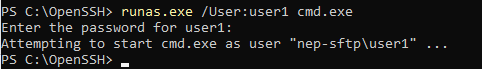 PS C:\OpenSSH> runas.exe /User:user1 cmd.exe
Enter the password for user1:
Attempting to start cmd.exe as user "nep-sftp\user1" ...
PS C:\OpenSSH>